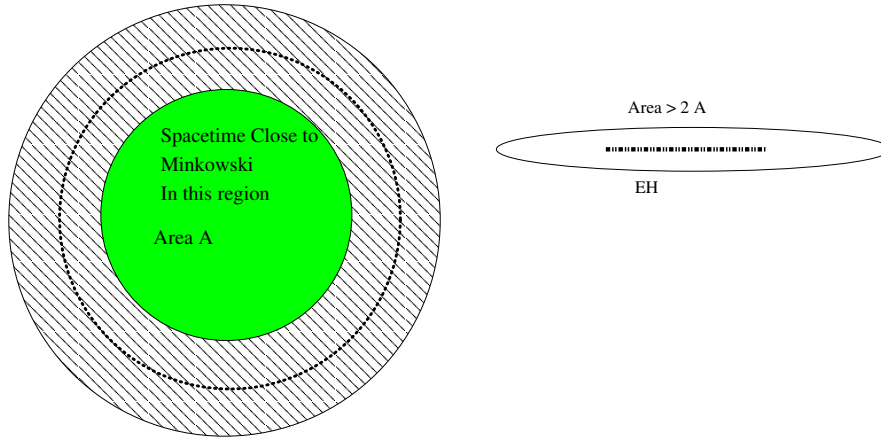 Spacetime Close to
Minkowski
In this region
Area A
Area > 2 A
EH